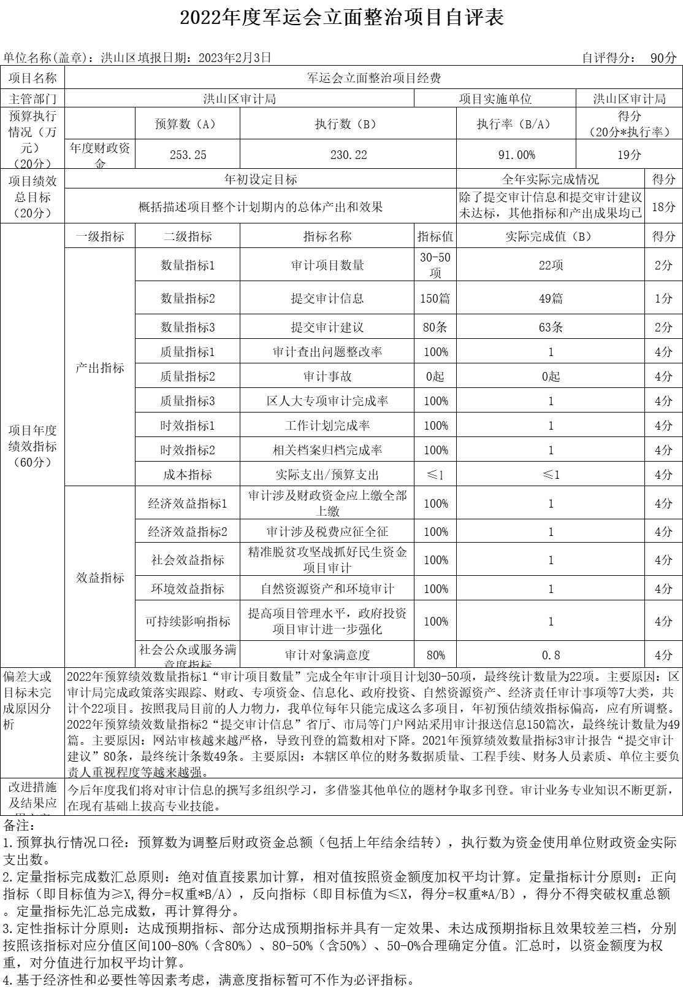 2022年度军运会立面整治项目自评表
单位名称(盖章)：洪山区填报日期：2023年2月3日 自评得分： 90分
项目名称 军运会立面整治项目经费
主管部门 洪山区审计局 项目实施单位 洪山区审计局
预算执行
情况（万
元）
（20分）
预算数（A） 执行数（B） 执行率（B/A） 得分
（20分*执行率）
年度财政资
金
253.25 230.22 91.00% 19分
项目绩效
总目标
（20分）
年初设定目标 全年实际完成情况 得分
概括描述项目整个计划期内的总体产出和效果
除了提交审计信息和提交审计建议
未达标，其他指标和产出成果均已
18分
项目年度
绩效指标
（60分）
一级指标 二级指标 指标名称 指标值 实际完成值（B） 得分
产出指标
数量指标1 审计项目数量 30-50
项
22项 2分
数量指标2 提交审计信息 150篇 49篇 1分
数量指标3 提交审计建议 80条 63条 2分
质量指标1 审计查出问题整改率 100% 1 4分
质量指标2 审计事故 0起 0起 4分
质量指标3 区人大专项审计完成率 100% 1 4分
时效指标1 工作计划完成率 100% 1 4分
时效指标2 相关档案归档完成率 100% 1 4分
成本指标 实际支出/预算支出 ≤1 ≤1 4分
效益指标
经济效益指标1 审计涉及财政资金应上缴全部
上缴
100% 1 4分
经济效益指标2 审计涉及税费应征全征 100% 1 4分
社会效益指标 精准脱贫攻坚战抓好民生资金
项目审计
100% 1 4分
环境效益指标 自然资源资产和环境审计 100% 1 4分
可持续影响指标 提高项目管理水平，政府投资
项目审计进一步强化
100% 1 4分
社会公众或服务满
意度指标
审计对象满意度 80% 0.8 4分
偏差大或
目标未完
成原因分
析
2022年预算绩效数量指标1“审计项目数量”完成全年审计项目计划30-50项，最终统计数量为22项。主要原因：区
审计局完成政策落实跟踪、财政、专项资金、信息化、政府投资、自然资源资产、经济责任审计事项等7大类，共
计个22项目。按照我局目前的人力物力，我单位每年只能完成这么多项目，年初预估绩效指标偏高，应有所调整。
2022年预算绩效数量指标2“提交审计信息”省厅、市局等门户网站采用审计报送信息150篇次，最终统计数量为49
篇。主要原因：网站审核越来越严格，导致刊登的篇数相对下降。2021年预算绩效数量指标3审计报告“提交审计
建议”80条，最终统计条数49条。主要原因：本辖区单位的财务数据质量、工程手续、财务人员素质、单位主要负
责人重视程度等越来越强。
改进措施
及结果应
今后年度我们将对审计信息的撰写多组织学习，多借鉴其他单位的题材争取多刊登。审计业务专业知识不断更新，
在现有基础上拔高专业技能。
备注：
1.预算执行情况口径：预算数为调整后财政资金总额（包括上年结余结转），执行数为资金使用单位财政资金实际
支出数。
2.定量指标完成数汇总原则：绝对值直接累加计算，相对值按照资金额度加权平均计算。定量指标计分原则：正向
指标（即目标值为≥X,得分=权重*B/A），反向指标（即目标值为≤X，得分=权重*A/B），得分不得突破权重总额
。定量指标先汇总完成数，再计算得分。
3.定性指标计分原则：达成预期指标、部分达成预期指标并具有一定效果、未达成预期指标且效果较差三档，分别
按照该指标对应分值区间100-80%（含80%）、80-50%（含50%）、50-0%合理确定分值。汇总时，以资金额度为权
重，对分值进行加权平均计算。
4.基于经济性和必要性等因素考虑，满意度指标暂可不作为必评指标。